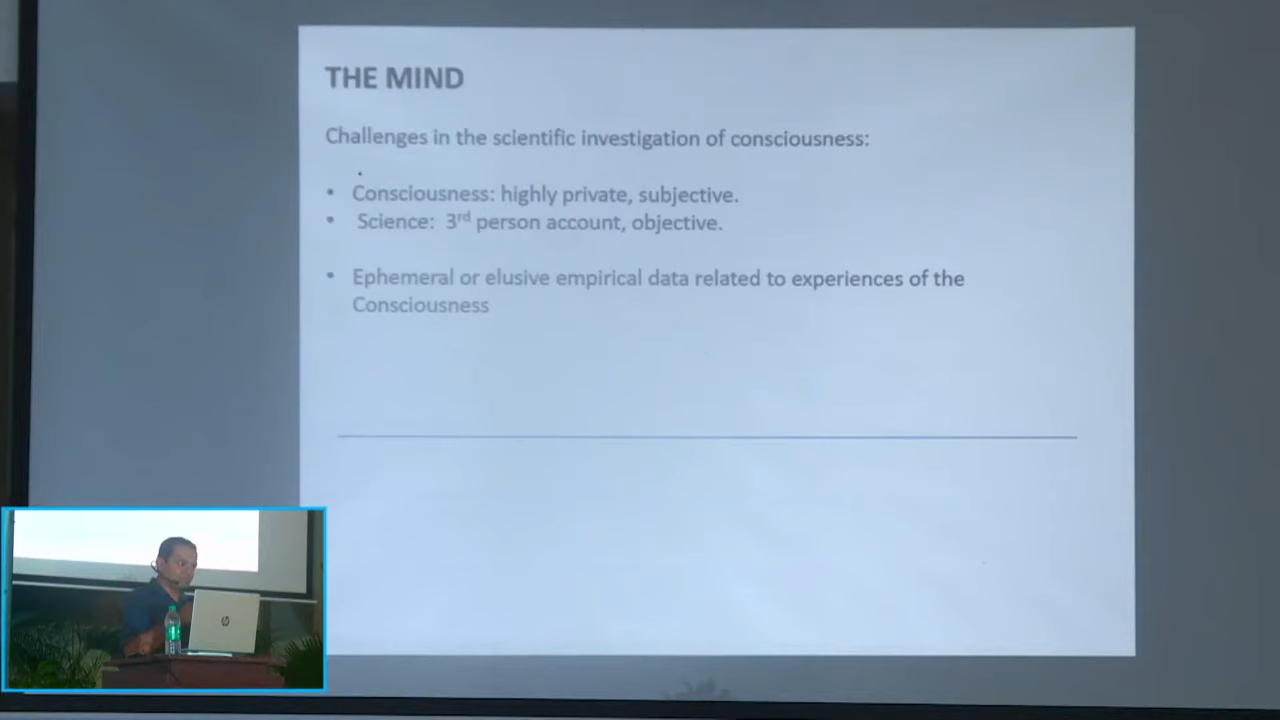 THE MIND
Challenges in the scientific investigation of consciousness:
• Consciousness: highly private, subjective.
• Science: 3rd person account, objective.
• Ephemeral or elusive empirical data related to experiences of the
Consciousness
hp